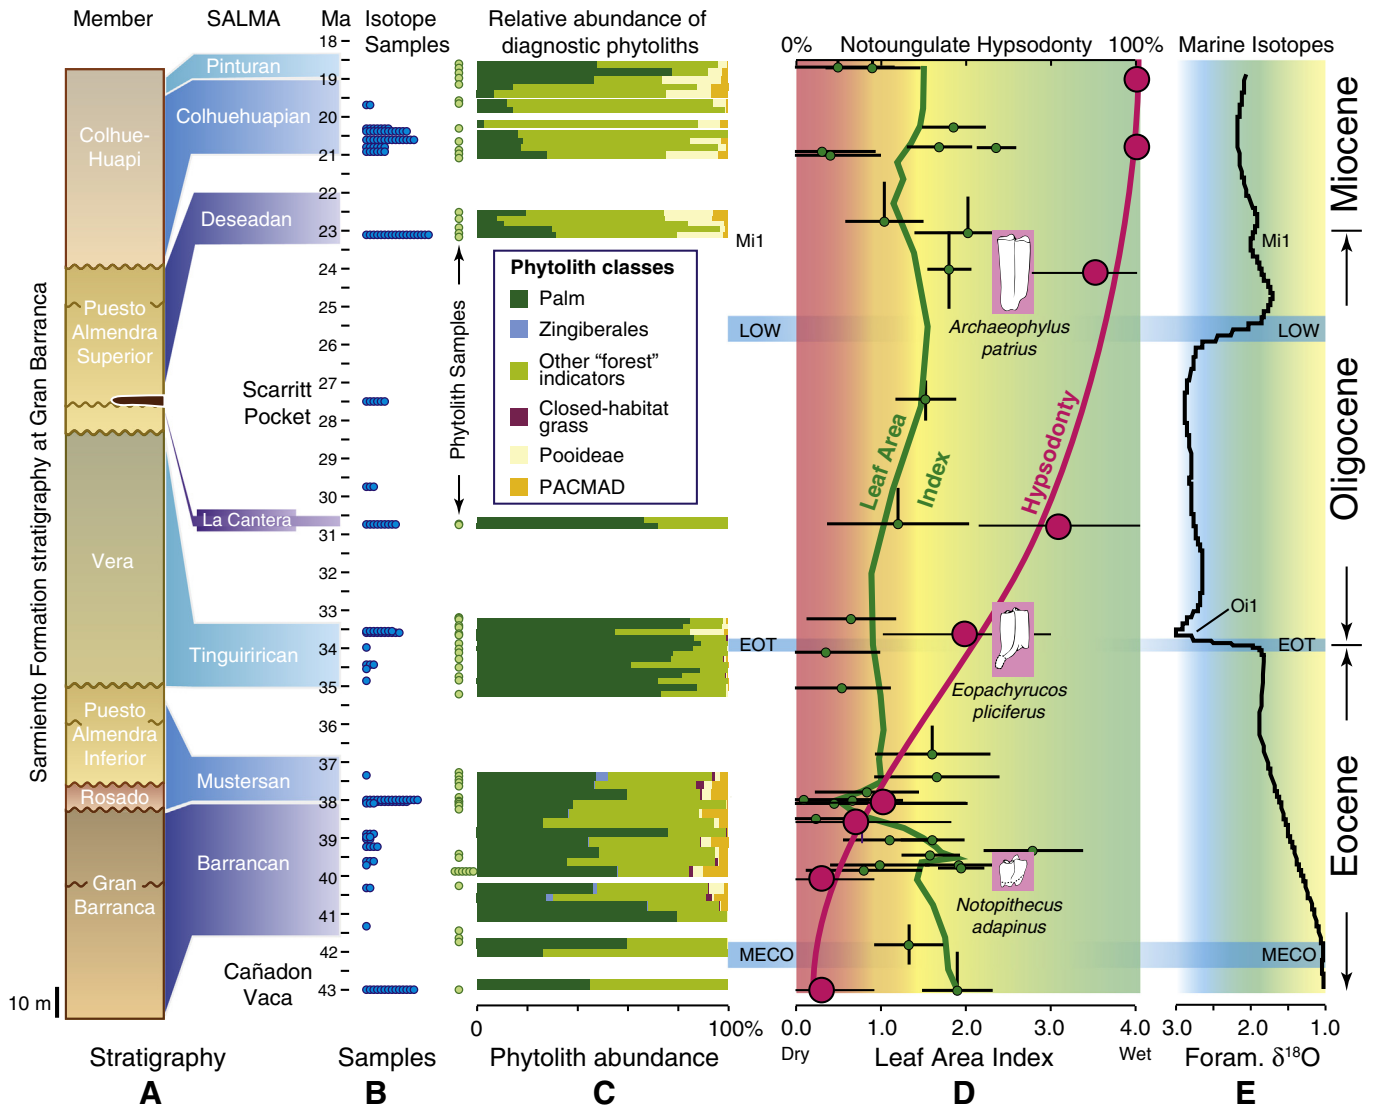 Member
SALMA
Ma
Isotope
Samples
Relative abundance of
diagnostic phytoliths
0%
Notoungulate Hypsodonty
100%
Marine Isotopes
Sarmiento Formation stratigraphy at Gran Barranca
Colhue-
Huapi
Puesto
Almendra
Superior
Vera
Puesto
Almendra
Inferior
Rosado
Gran
Barranca
10 m
Pinturan
Colhuehuapian
Deseadan
Scarritt
Pocket
La Cantera
Tinguirirican
Mustersan
Barrancan
Cañadon
Vaca
18
19
20
21
22
23
24
25
26
27
28
29
30
31
32
33
34
35
36
37
38
39
40
41
42
43
Phytolith Samples
Phytolith classes
Palm
Zingiberales
Other “forest”
indicators
Closed-habitat
grass
Pooideae
PACMAD
Mi1
LOW
EOT
MECO
Archaeophylus
patrius
Leaf Area
Index
Hypsodonty
Eopachyrucos
pliciferus
Notopithecus
adapinus
Mi1
LOW
Oi1
EOT
MECO
Miocene
Oligocene
Eocene
0
100%
0.0
1.0
2.0
3.0
4.0
3.0
2.0
1.0
Dry
Wet
Stratigraphy
Samples
Phytolith abundance
Leaf Area Index
Foram. δ¹⁸O
A
B
C
D
E